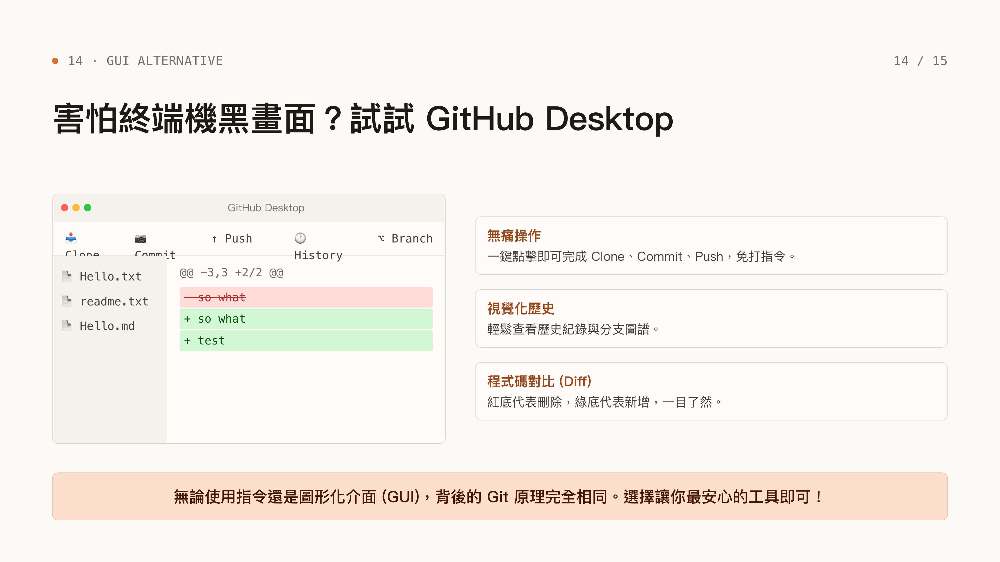 14 · GUI ALTERNATIVE
14 / 15
害怕終端機黑畫面？試試 GitHub Desktop
GitHub Desktop
📥 Clone
📷 Commit
↑ Push
🕐 History
⌥ Branch
Hello.txt
readme.txt
Hello.md
@@ −3,3 +2/2 @@
− so what
+ so what
+ test
無痛操作
一鍵點擊即可完成 Clone、Commit、Push，免打指令。
視覺化歷史
輕鬆查看歷史紀錄與分支圖譜。
程式碼對比 (Diff)
紅底代表刪除，綠底代表新增，一目了然。
無論使用指令還是圖形化介面 (GUI)，背後的 Git 原理完全相同。選擇讓你最安心的工具即可！